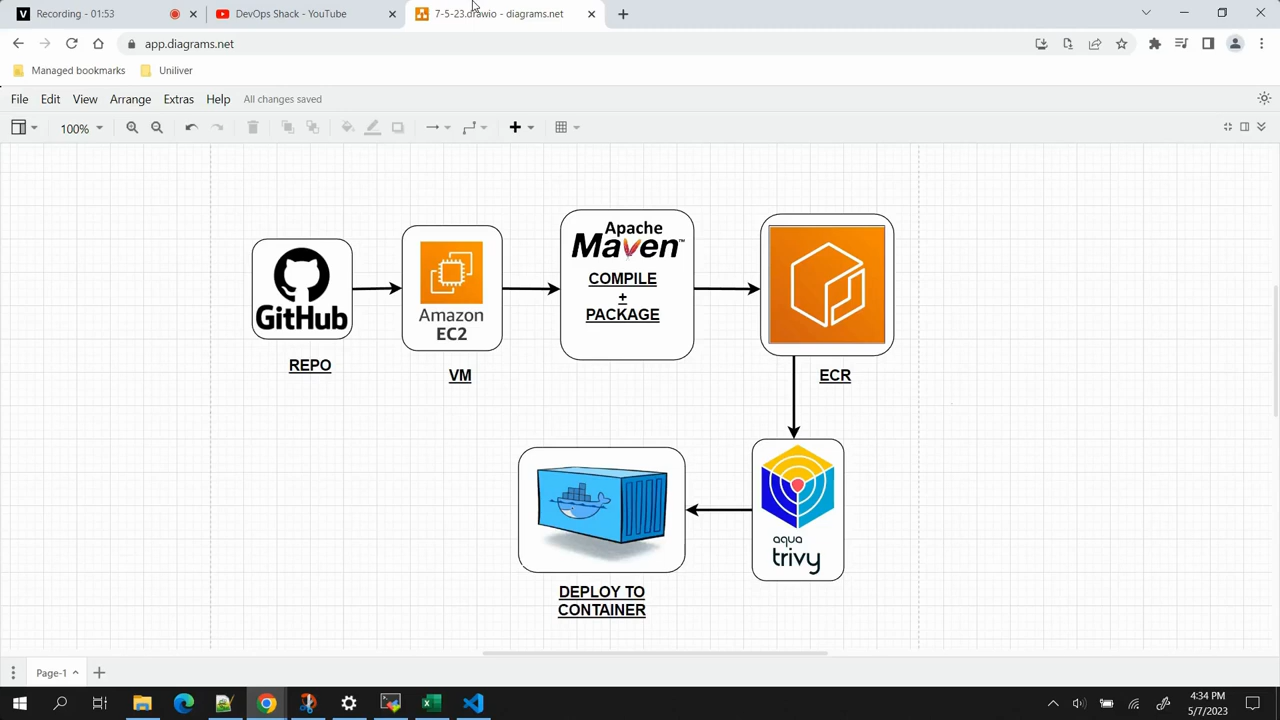 Recording - 01:53
DevOps Shack - YouTube
7-5-23.drawio - diagrams.net
app.diagrams.net
Managed bookmarks
Uniliver
File Edit View Arrange Extras Help All changes saved
100%
GitHub
REPO
Amazon
EC2
VM
Apache
Maven™
COMPILE
+
PACKAGE
ECR
aqua
trivy
DEPLOY TO
CONTAINER
Page-1
4:34 PM
5/7/2023